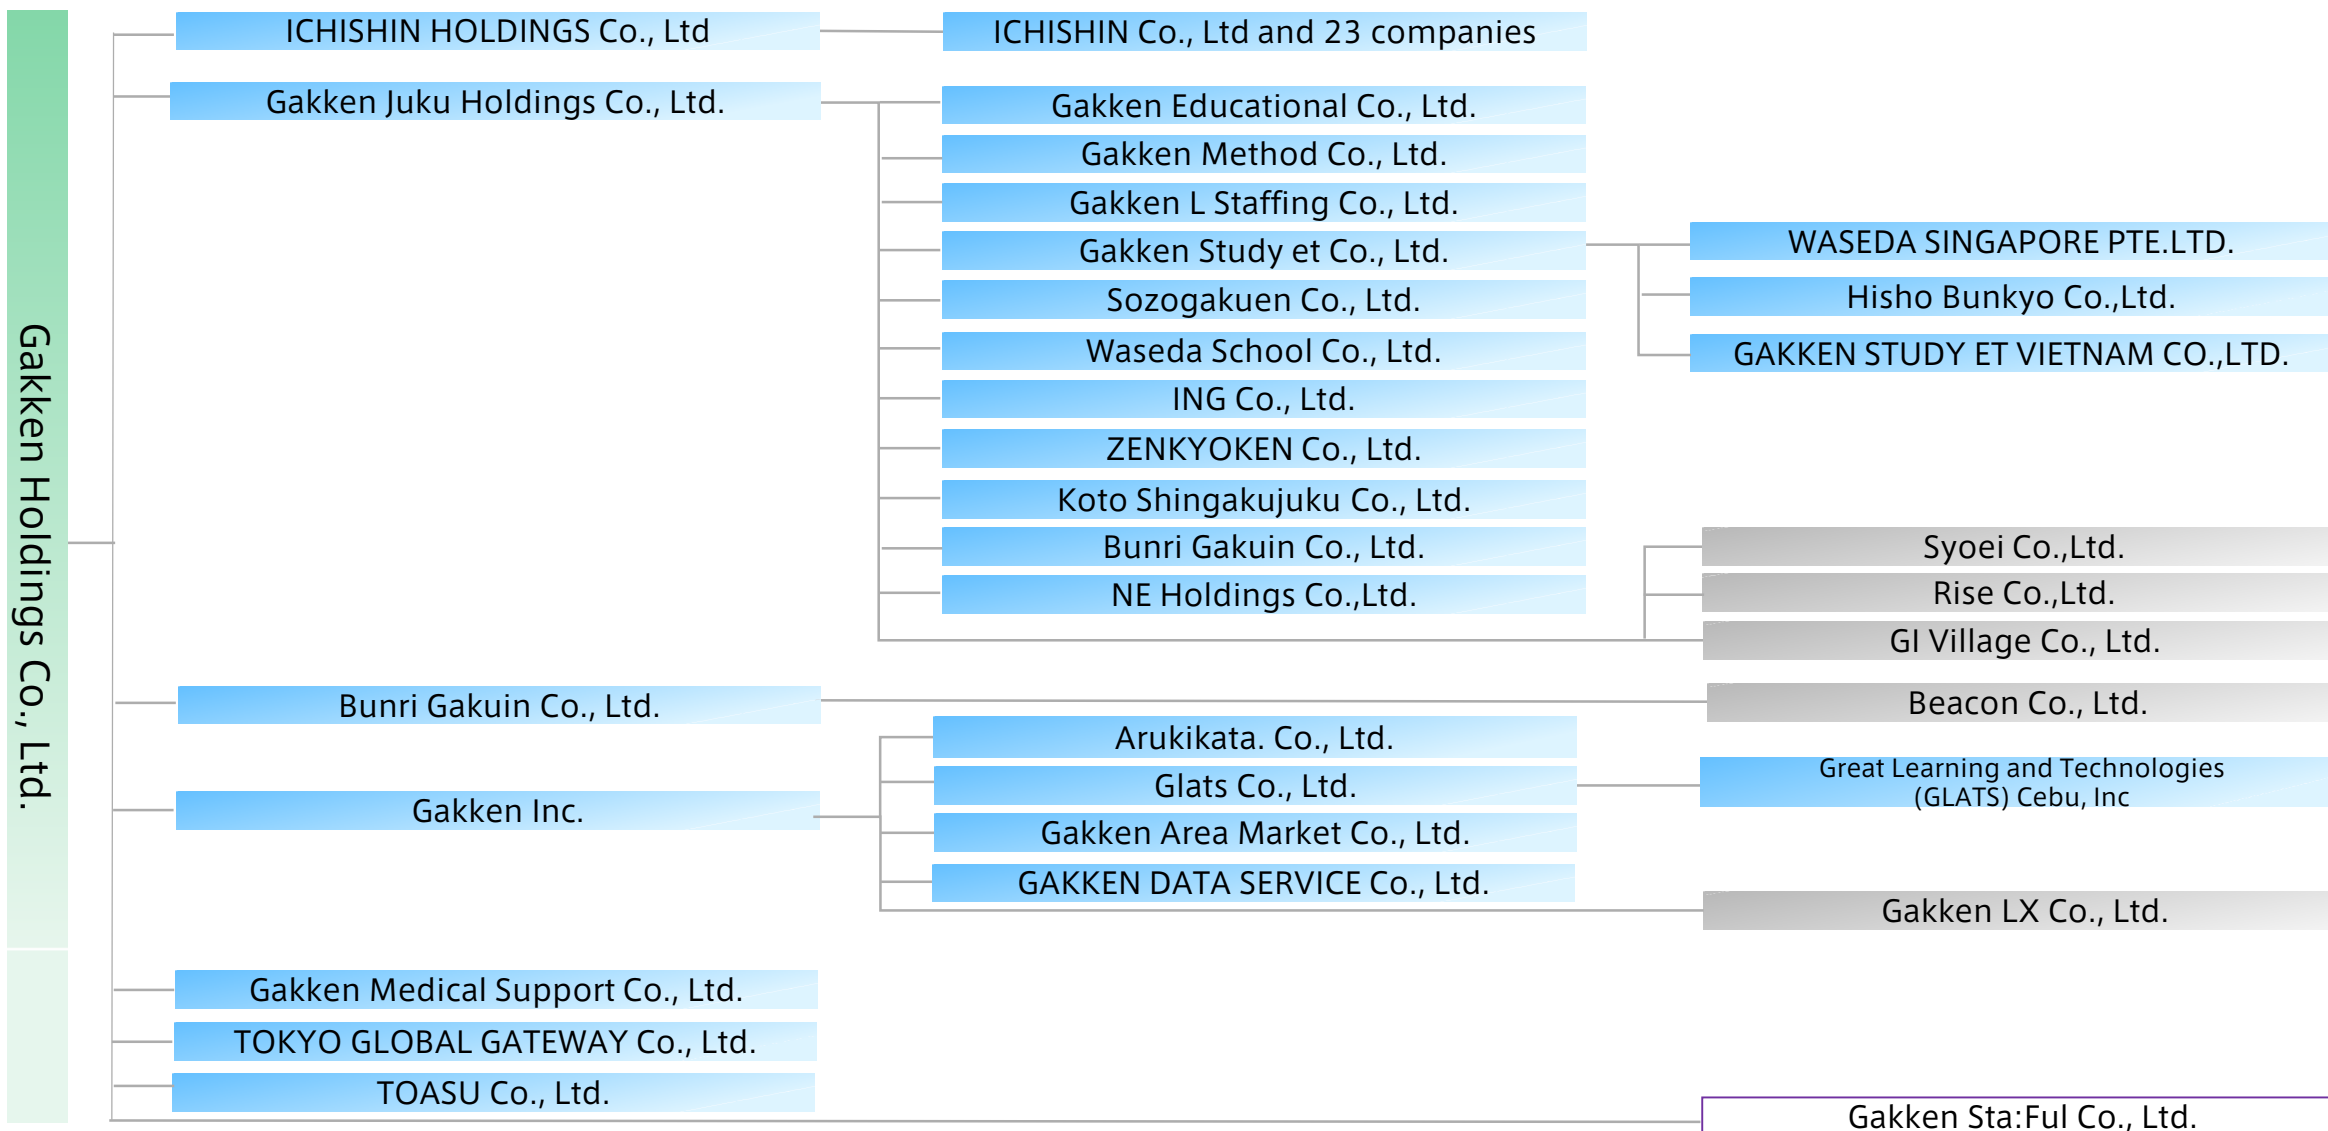 Gakken Holdings Co., Ltd.
ICHISHIN HOLDINGS Co., Ltd
ICHISHIN Co., Ltd and 23 companies
Gakken Juku Holdings Co., Ltd.
Gakken Educational Co., Ltd.
Gakken Method Co., Ltd.
Gakken L Staffing Co., Ltd.
Gakken Study et Co., Ltd.
WASEDA SINGAPORE PTE.LTD.
Hisho Bunkyo Co.,Ltd.
GAKKEN STUDY ET VIETNAM CO.,LTD.
Sozogakuen Co., Ltd.
Waseda School Co., Ltd.
ING Co., Ltd.
ZENKYOKEN Co., Ltd.
Koto Shingakujuku Co., Ltd.
Bunri Gakuin Co., Ltd.
NE Holdings Co.,Ltd.
Syoei Co.,Ltd.
Rise Co.,Ltd.
GI Village Co., Ltd.
Bunri Gakuin Co., Ltd.
Beacon Co., Ltd.
Gakken Inc.
Arukikata. Co., Ltd.
Glats Co., Ltd.
Great Learning and Technologies
(GLATS) Cebu, Inc
Gakken Area Market Co., Ltd.
GAKKEN DATA SERVICE Co., Ltd.
Gakken LX Co., Ltd.
Gakken Medical Support Co., Ltd.
TOKYO GLOBAL GATEWAY Co., Ltd.
TOASU Co., Ltd.
Gakken Sta:Ful Co., Ltd.